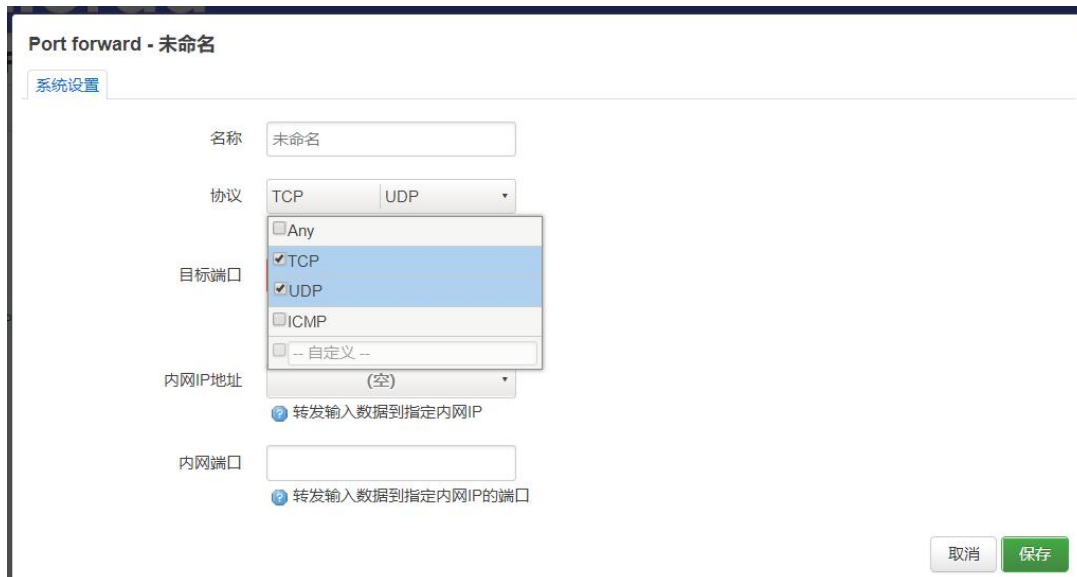 Port forward - 未命名
系统设置
名称
未命名
协议
TCP UDP
Any
TCP
目标端口
UDP
ICMP
-- 自定义 --
内网IP地址
(空)
转发输入数据到指定内网IP
内网端口
转发输入数据到指定内网IP的端口
取消 保存